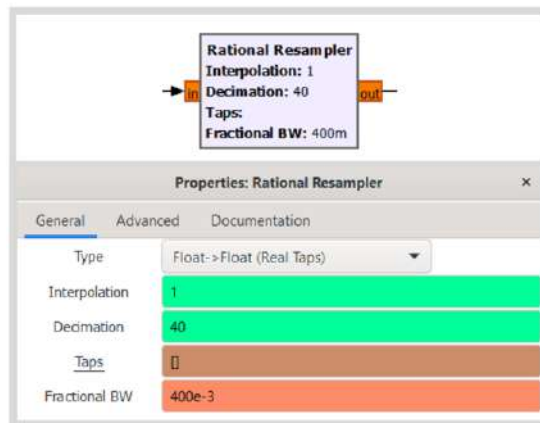 Rational Resampler
Interpolation: 1
in
Decimation: 40
out
Taps:
Fractional BW: 400m
Properties: Rational Resampler
×
General Advanced Documentation
Type Float->Float (Real Taps)
Interpolation 1
Decimation 40
Taps []
Fractional BW 400e-3